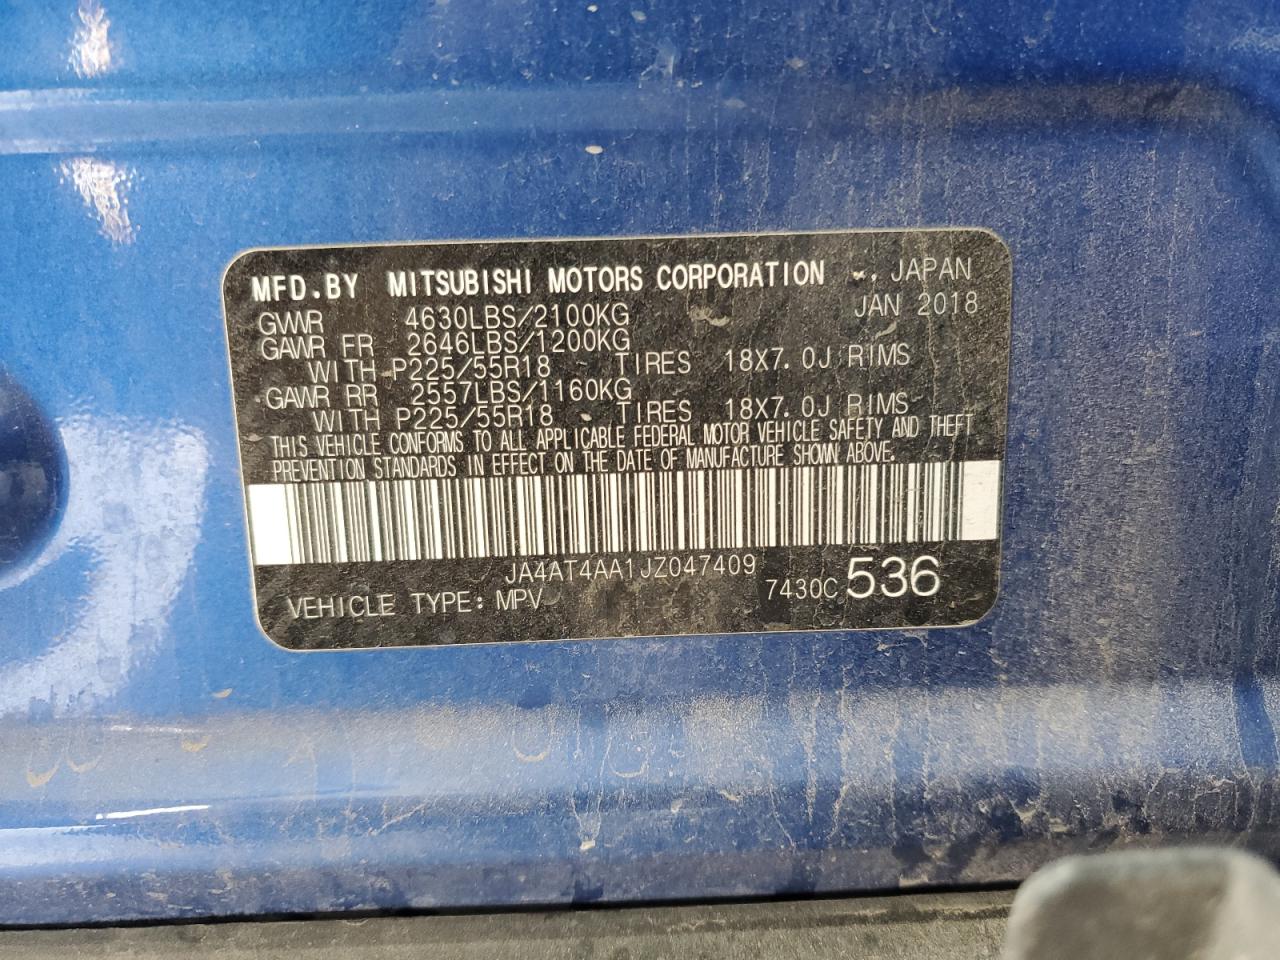 MFD.BY MITSUBISHI MOTORS CORPORATION , JAPAN
GVWR 4630LBS/2100KG JAN 2018
GAWR FR 2646LBS/1200KG
WITH P225/55R18 TIRES 18X7.0J RIMS
GAWR RR 2557LBS/1160KG
WITH P225/55R18 TIRES 18X7.0J RIMS
THIS VEHICLE CONFORMS TO ALL APPLICABLE FEDERAL MOTOR VEHICLE SAFETY AND THEFT
PREVENTION STANDARDS IN EFFECT ON THE DATE OF MANUFACTURE SHOWN ABOVE.
JA4AT4AA1JZ047409
VEHICLE TYPE: MPV 7430C 536